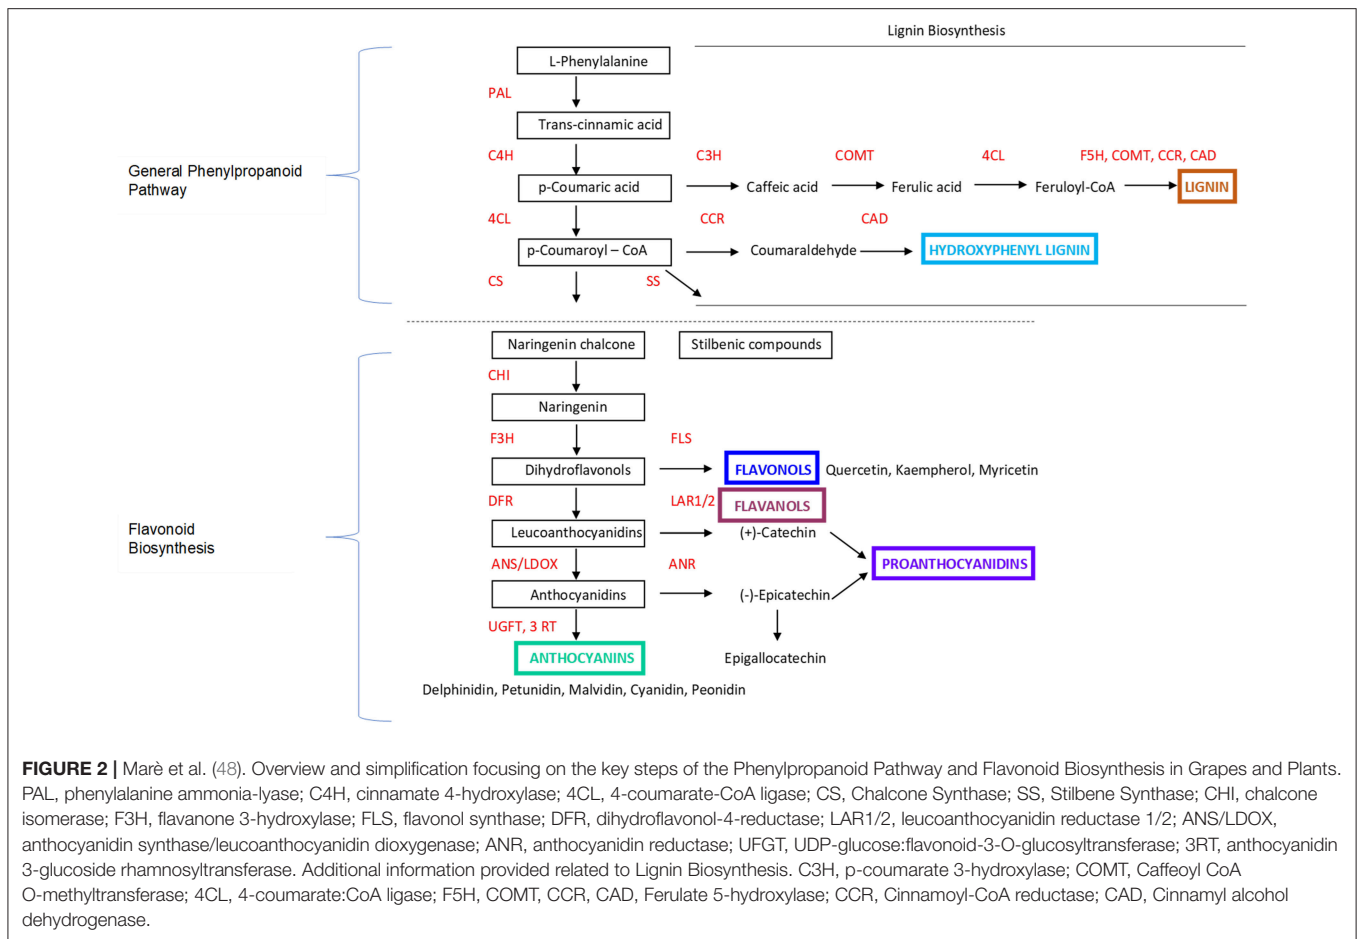 Lignin Biosynthesis
L-Phenylalanine
PAL
Trans-cinnamic acid
General Phenylpropanoid
Pathway
C4H
C3H
COMT
4CL
F5H, COMT, CCR, CAD
p-Coumaric acid
Caffeic acid
Ferulic acid
Feruloyl-CoA
LIGNIN
4CL
CCR
CAD
p-Coumaroyl – CoA
Coumaraldehyde
HYDROXYPHENYL LIGNIN
CS
SS
Naringenin chalcone
Stilbenic compounds
CHI
Naringenin
F3H
FLS
Dihydroflavonols
FLAVONOLS
Quercetin, Kaempherol, Myricetin
DFR
LAR1/2
FLAVANOLS
Flavonoid
Biosynthesis
Leucoanthocyanidins
(+)-Catechin
ANS/LDOX
ANR
PROANTHOCYANIDINS
Anthocyanidins
(-)-Epicatechin
UGFT, 3 RT
ANTHOCYANINS
Epigallocatechin
Delphinidin, Petunidin, Malvidin, Cyanidin, Peonidin
FIGURE 2 | Marè et al. (48). Overview and simplification focusing on the key steps of the Phenylpropanoid Pathway and Flavonoid Biosynthesis in Grapes and Plants.
PAL, phenylalanine ammonia-lyase; C4H, cinnamate 4-hydroxylase; 4CL, 4-coumarate-CoA ligase; CS, Chalcone Synthase; SS, Stilbene Synthase; CHI, chalcone
isomerase; F3H, flavanone 3-hydroxylase; FLS, flavonol synthase; DFR, dihydroflavonol-4-reductase; LAR1/2, leucoanthocyanidin reductase 1/2; ANS/LDOX,
anthocyanidin synthase/leucoanthocyanidin dioxygenase; ANR, anthocyanidin reductase; UFGT, UDP-glucose:flavonoid-3-O-glucosyltransferase; 3RT, anthocyanidin
3-glucoside rhamnosyltransferase. Additional information provided related to Lignin Biosynthesis. C3H, p-coumarate 3-hydroxylase; COMT, Caffeoyl CoA
O-methyltransferase; 4CL, 4-coumarate:CoA ligase; F5H, COMT, CCR, CAD, Ferulate 5-hydroxylase; CCR, Cinnamoyl-CoA reductase; CAD, Cinnamyl alcohol
dehydrogenase.